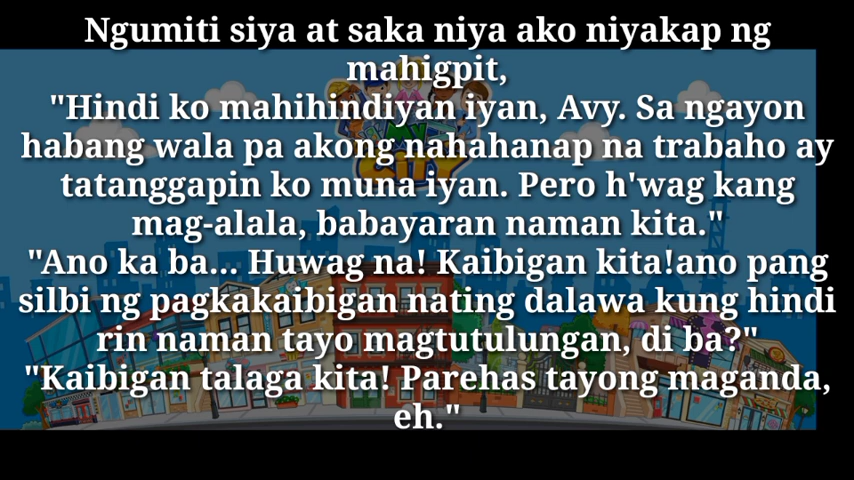 Ngumiti siya at saka niya ako niyakap ng
mahigpit,
"Hindi ko mahihindiyan iyan, Avy. Sa ngayon
habang wala pa akong nahahanap na trabaho ay
tatanggapin ko muna iyan. Pero h'wag kang
mag-alala, babayaran naman kita."
"Ano ka ba... Huwag na! Kaibigan kita!ano pang
silbi ng pagkakaibigan nating dalawa kung hindi
rin naman tayo magtutulungan, di ba?"
"Kaibigan talaga kita! Parehas tayong maganda,
eh."